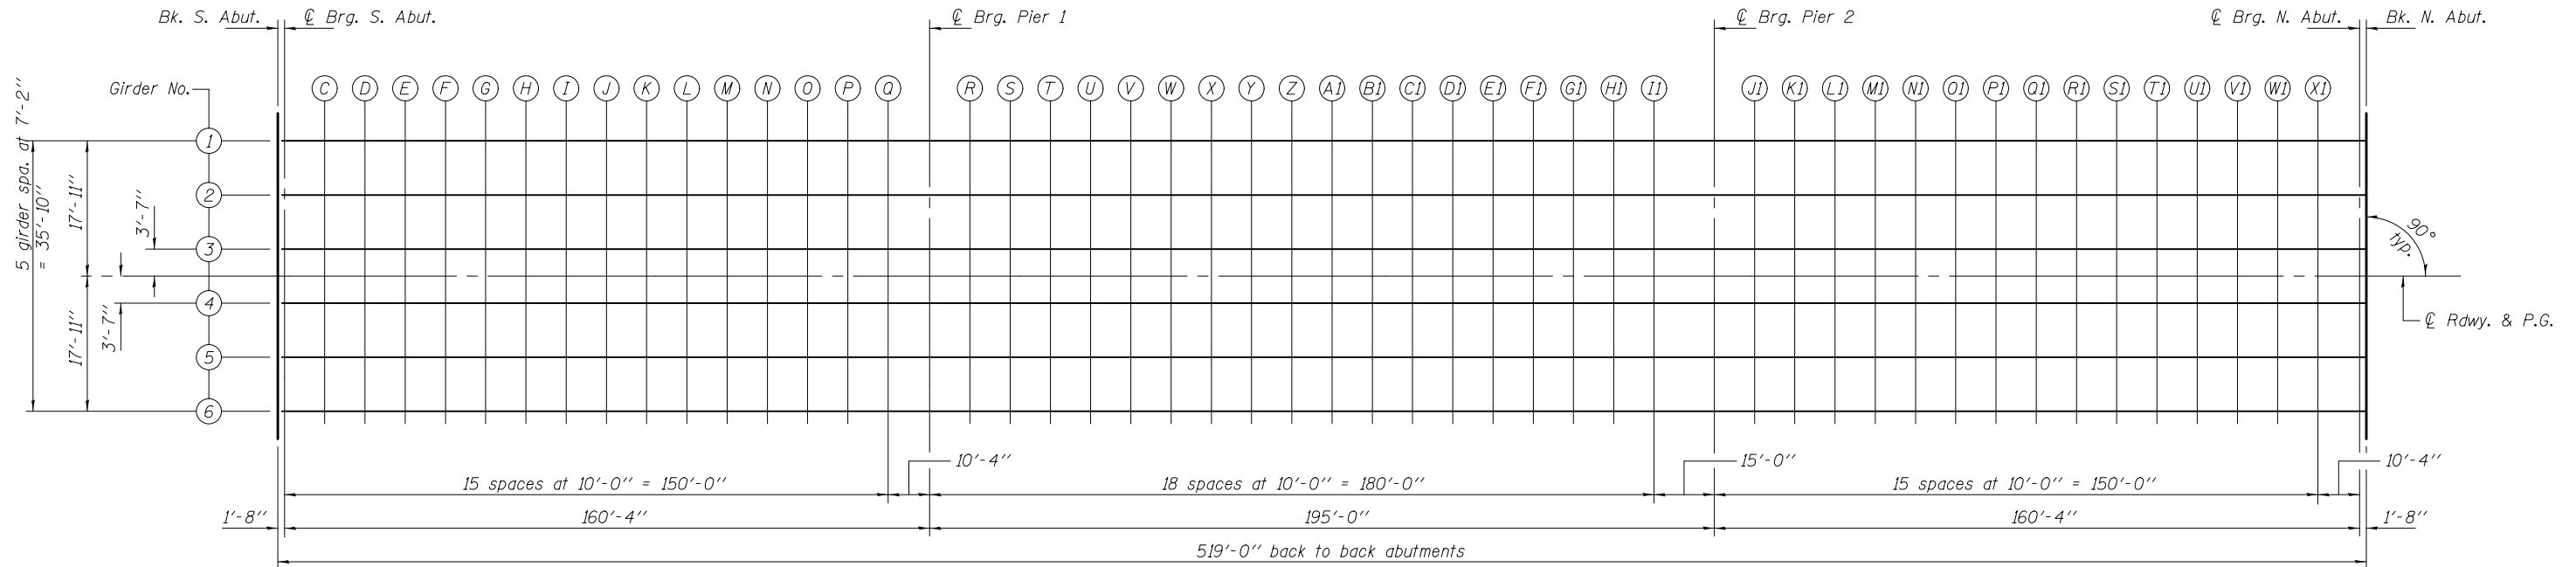 Bk. S. Abut.
℄ Brg. S. Abut.
℄ Brg. Pier 1
℄ Brg. Pier 2
℄ Brg. N. Abut.
Bk. N. Abut.
Girder No.
C D E F G H I J K L M N O P Q R S T U V W X Y Z A1 B1 C1 D1 E1 F1 G1 H1 I1 J1 K1 L1 M1 N1 O1 P1 Q1 R1 S1 T1 U1 V1 W1 X1
1
2
3
4
5
6
5 girder spa. at 7'-2''
= 35'-10''
17'-11''
17'-11''
3'-7''
3'-7''
90°
typ.
℄ Rdwy. & P.G.
10'-4''
15'-0''
10'-4''
15 spaces at 10'-0'' = 150'-0''
18 spaces at 10'-0'' = 180'-0''
15 spaces at 10'-0'' = 150'-0''
1'-8''
160'-4''
195'-0''
160'-4''
1'-8''
519'-0'' back to back abutments